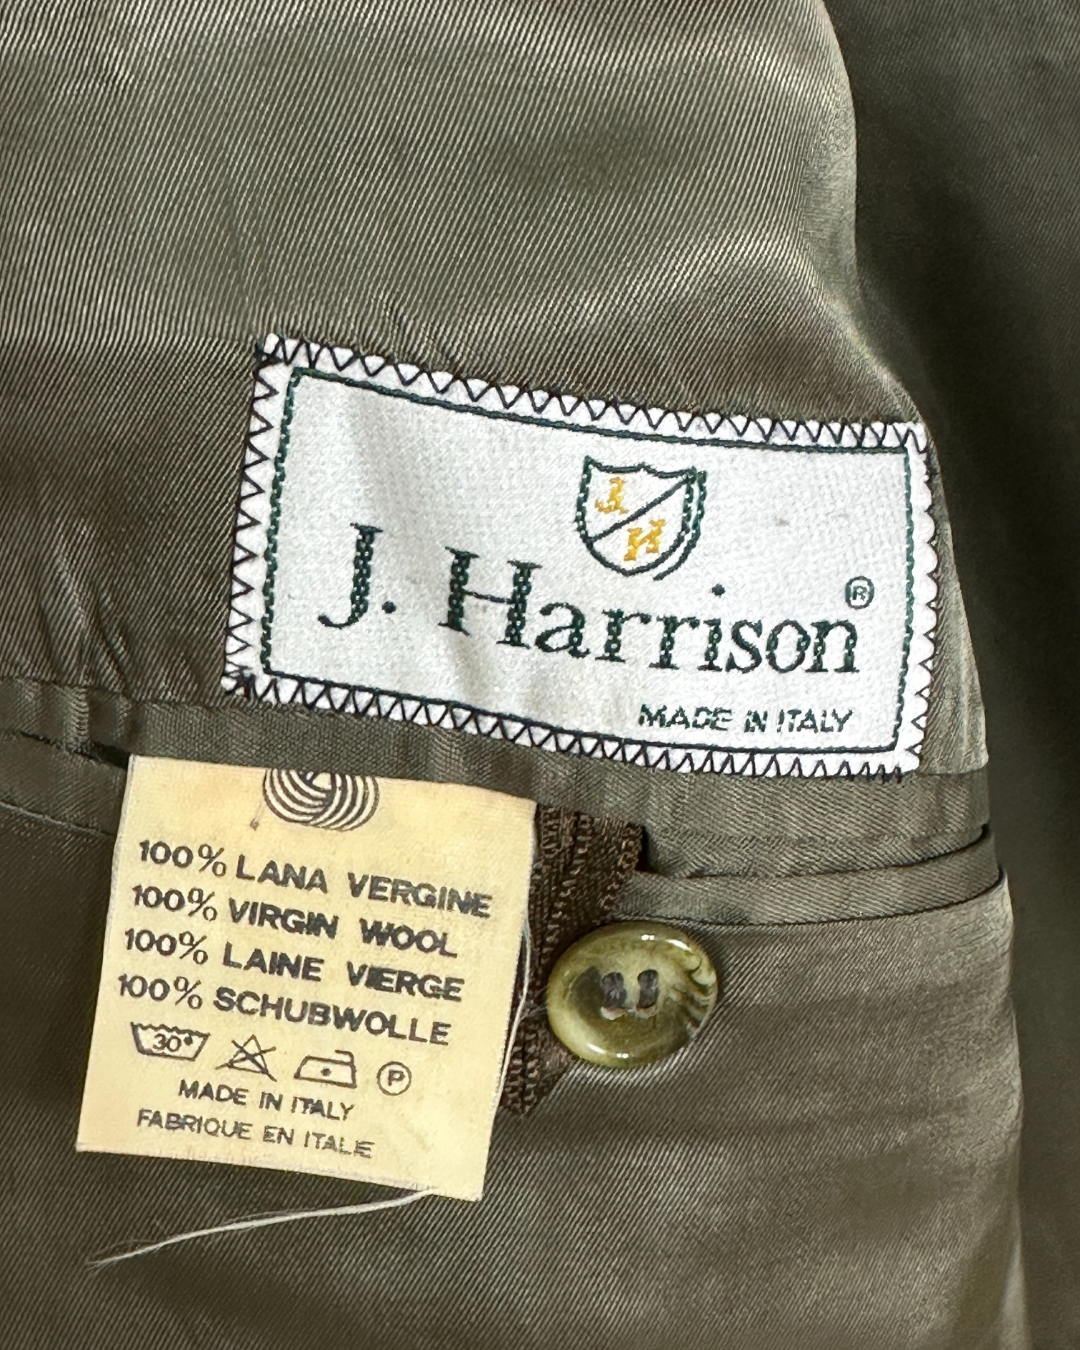 J.
H
J. Harrison ®
MADE IN ITALY
100% LANA VERGINE
100% VIRGIN WOOL
100% LAINE VIERGE
100% SCHUBWOLLE
30°
P
MADE IN ITALY
FABRIQUE EN ITALIE